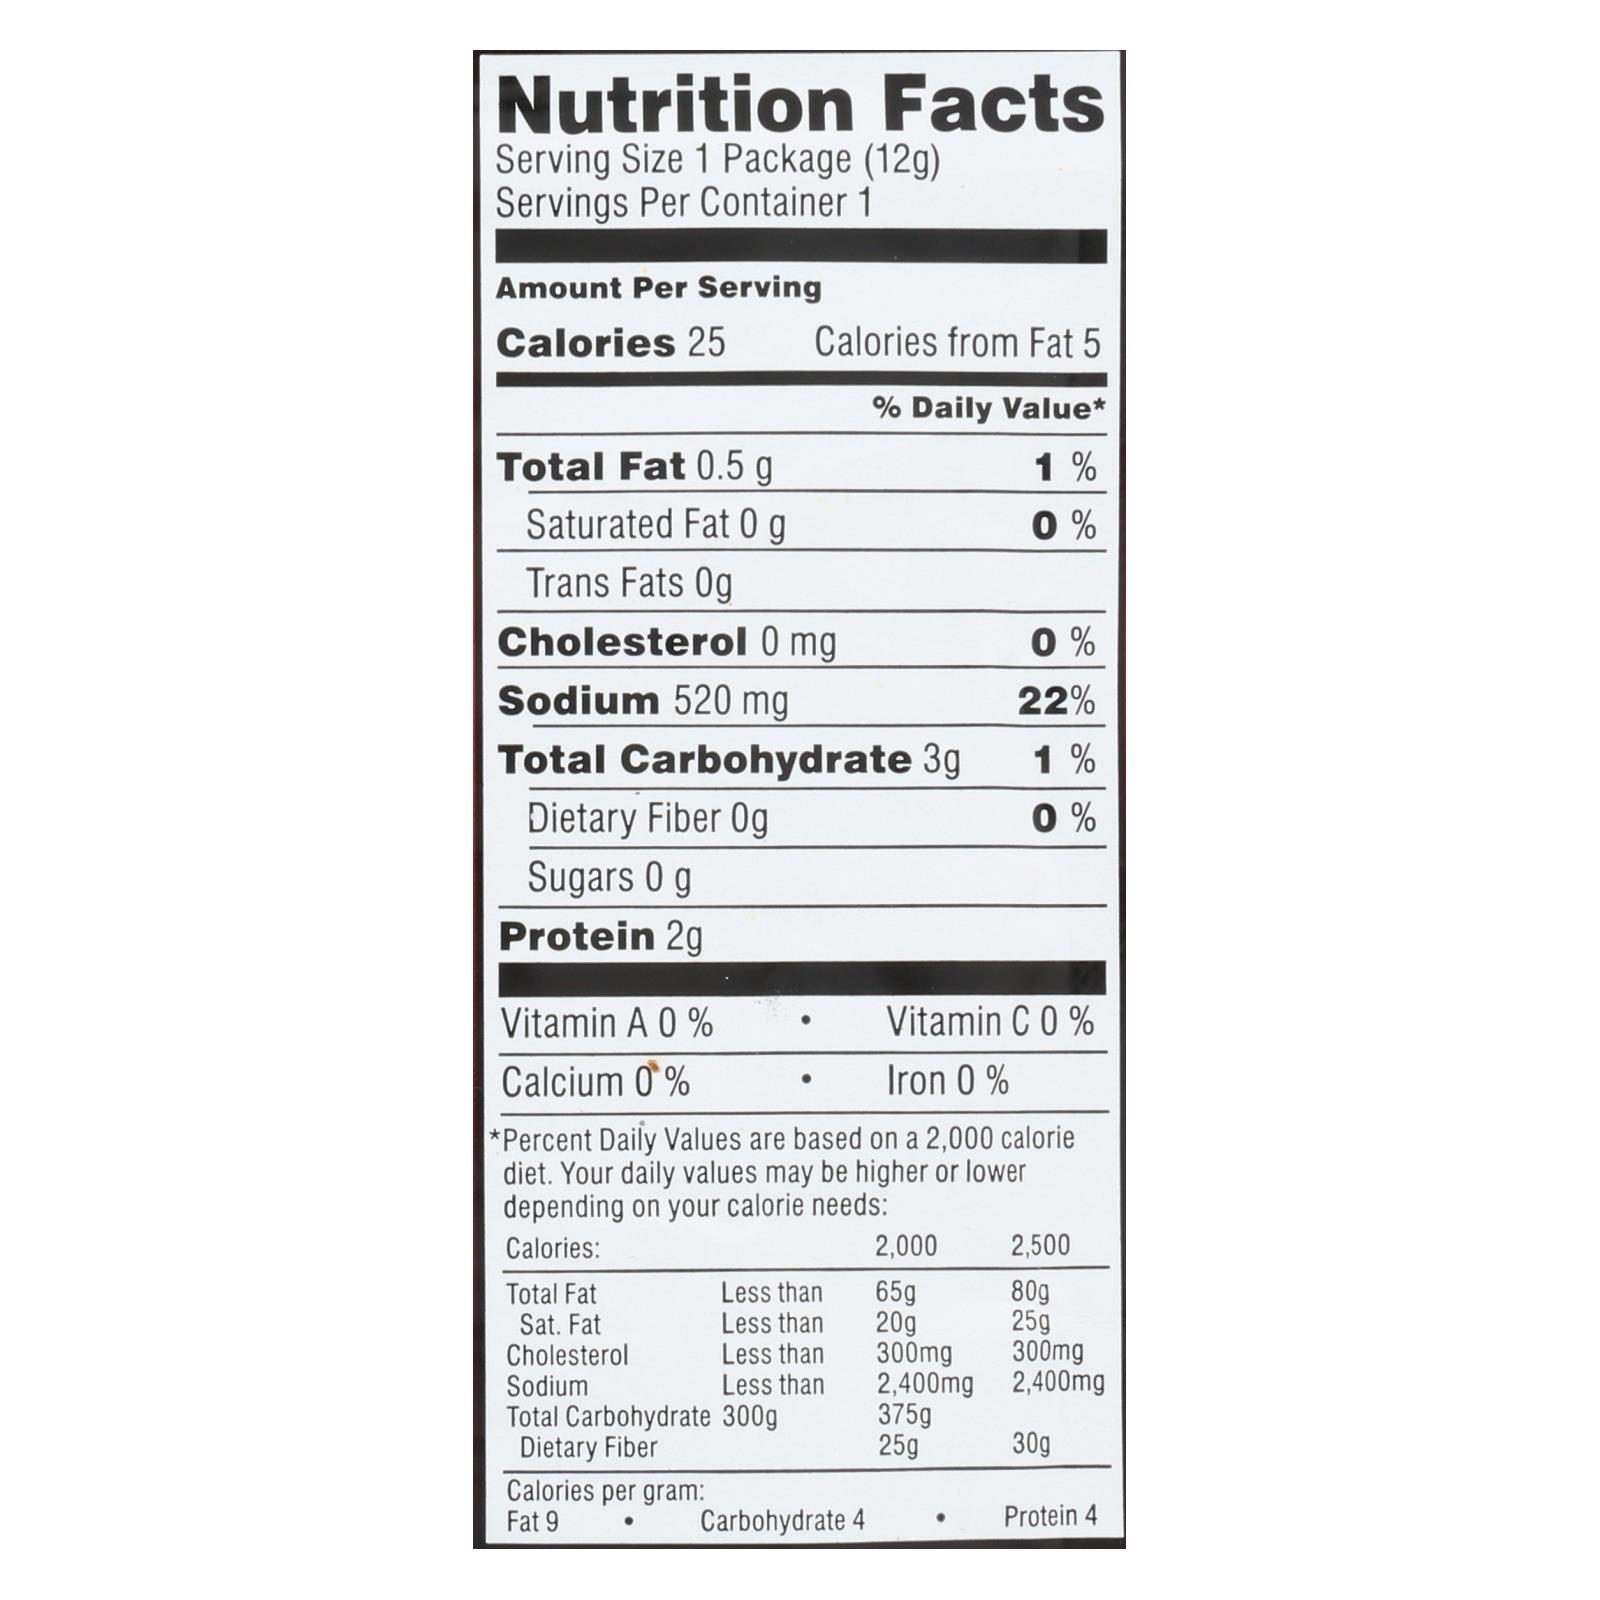 Nutrition Facts
Serving Size 1 Package (12g)
Servings Per Container 1
Amount Per Serving
Calories 25 Calories from Fat 5
% Daily Value*
Total Fat 0.5 g 1 %
Saturated Fat 0 g 0 %
Trans Fats 0g
Cholesterol 0 mg 0 %
Sodium 520 mg 22%
Total Carbohydrate 3g 1 %
Dietary Fiber 0g 0 %
Sugars 0 g
Protein 2g
Vitamin A 0 % • Vitamin C 0 %
Calcium 0 % • Iron 0 %
*Percent Daily Values are based on a 2,000 calorie
diet. Your daily values may be higher or lower
depending on your calorie needs:
Calories: 2,000 2,500
Total Fat Less than 65g 80g
Sat. Fat Less than 20g 25g
Cholesterol Less than 300mg 300mg
Sodium Less than 2,400mg 2,400mg
Total Carbohydrate 300g 375g
Dietary Fiber 25g 30g
Calories per gram:
Fat 9 • Carbohydrate 4 • Protein 4